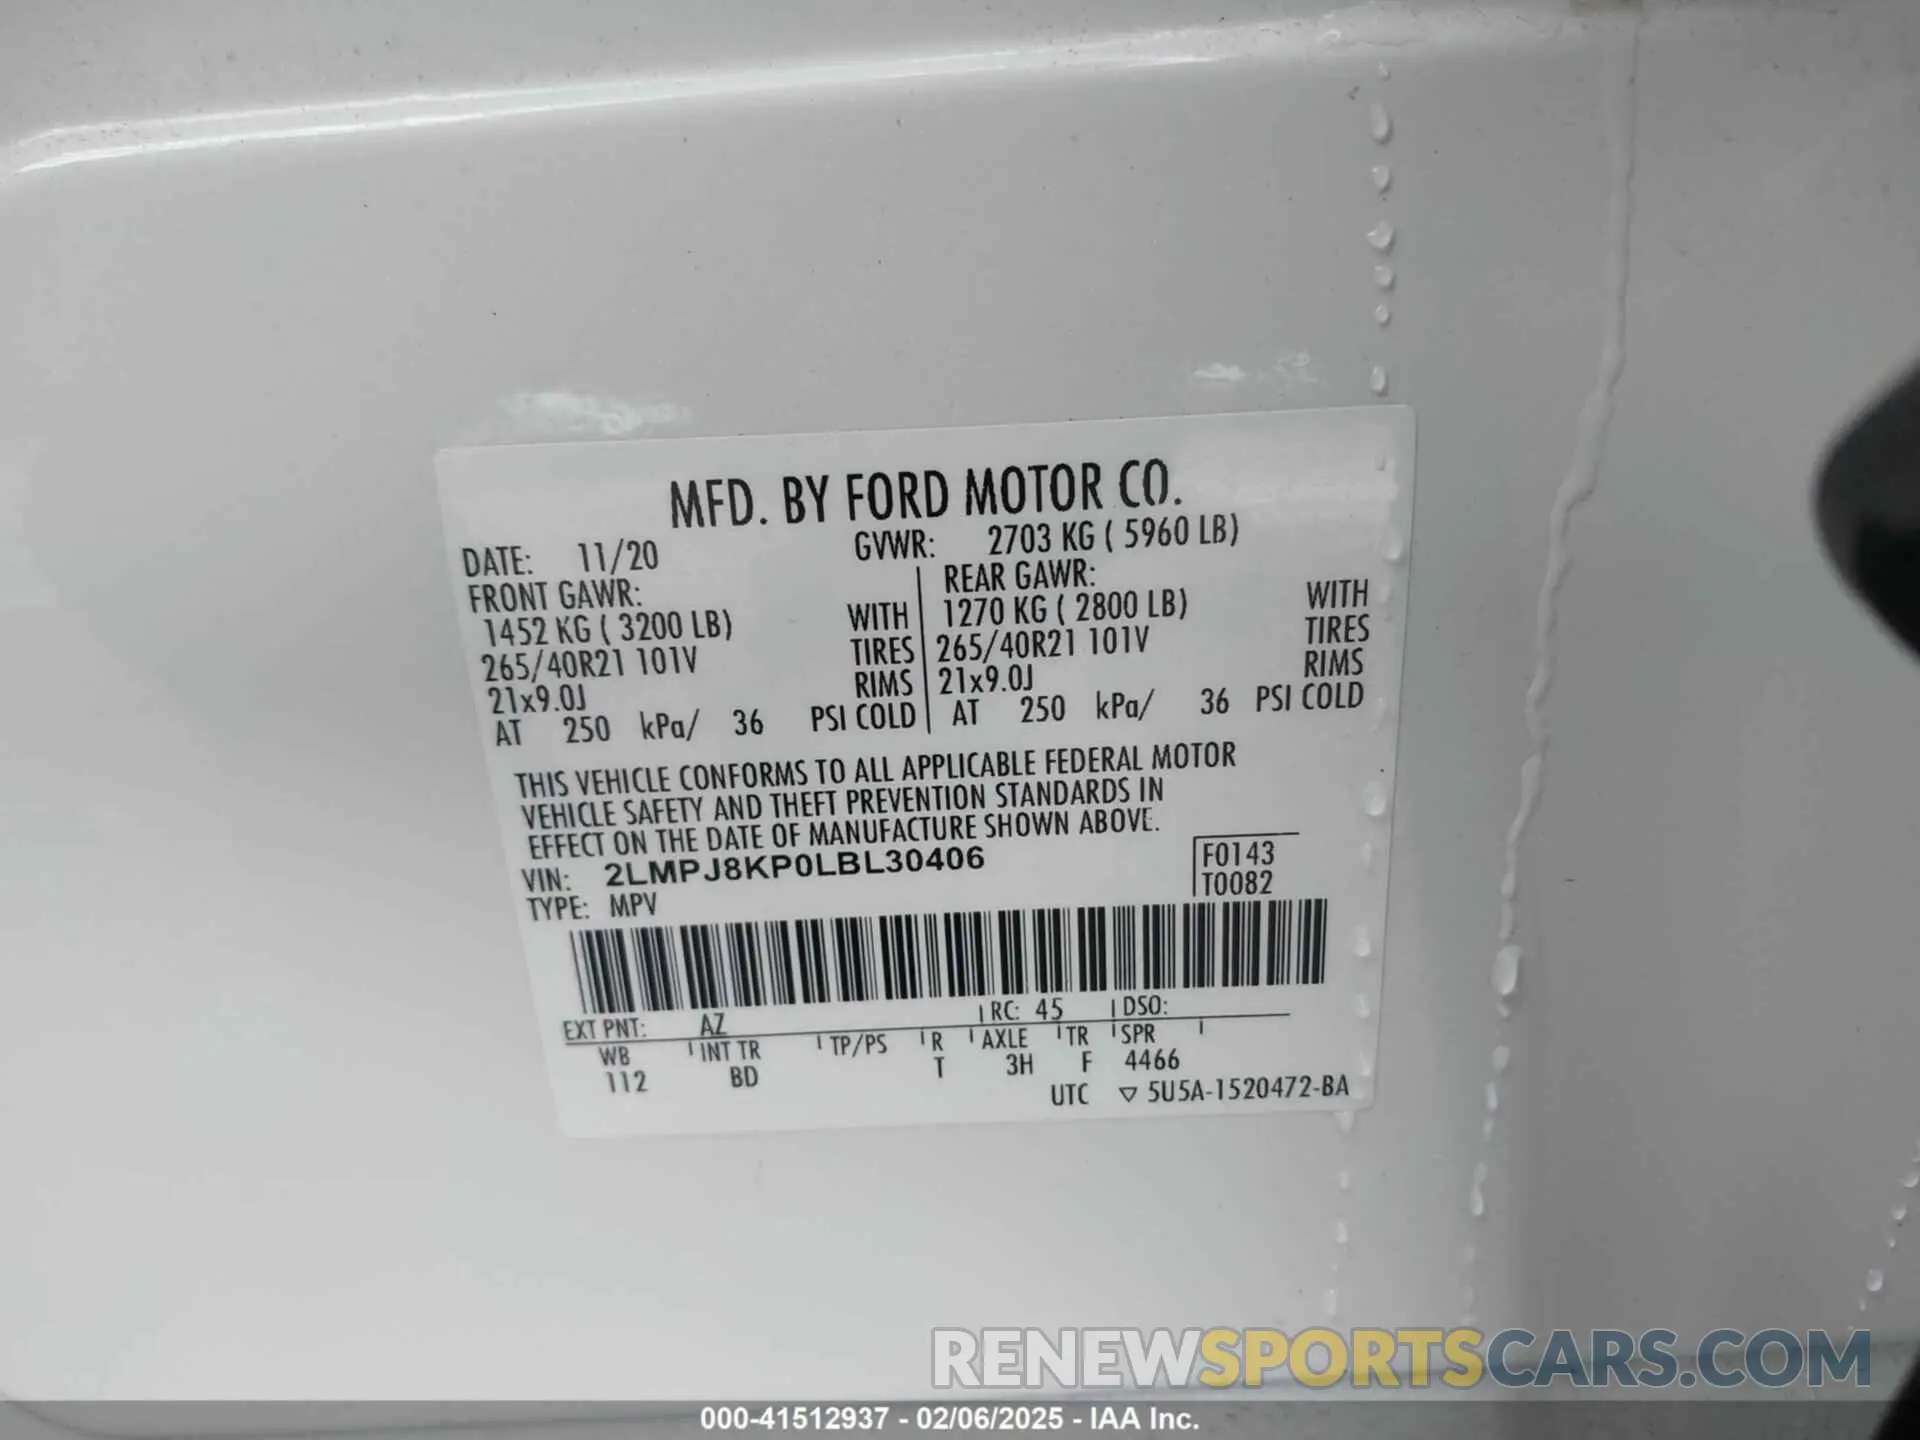 MFD. BY FORD MOTOR CO.
DATE: 11/20 GVWR: 2703 KG ( 5960 LB)
FRONT GAWR: REAR GAWR:
1452 KG ( 3200 LB) WITH 1270 KG ( 2800 LB) WITH
265/40R21 101V TIRES 265/40R21 101V TIRES
21x9.0J RIMS 21x9.0J RIMS
AT 250 kPa/ 36 PSI COLD AT 250 kPa/ 36 PSI COLD
THIS VEHICLE CONFORMS TO ALL APPLICABLE FEDERAL MOTOR
VEHICLE SAFETY AND THEFT PREVENTION STANDARDS IN
EFFECT ON THE DATE OF MANUFACTURE SHOWN ABOVE.
VIN: 2LMPJ8KP0LBL30406 F0143
TYPE: MPV T0082
EXT PNT: AZ RC: 45 DSO:
WB INT TR TP/PS R AXLE TR SPR
112 BD T 3H F 4466
UTC ▽ 5U5A-1520472-BA
RENEWSPORTSCARS.COM
000-41512937 - 02/06/2025 - IAA Inc.